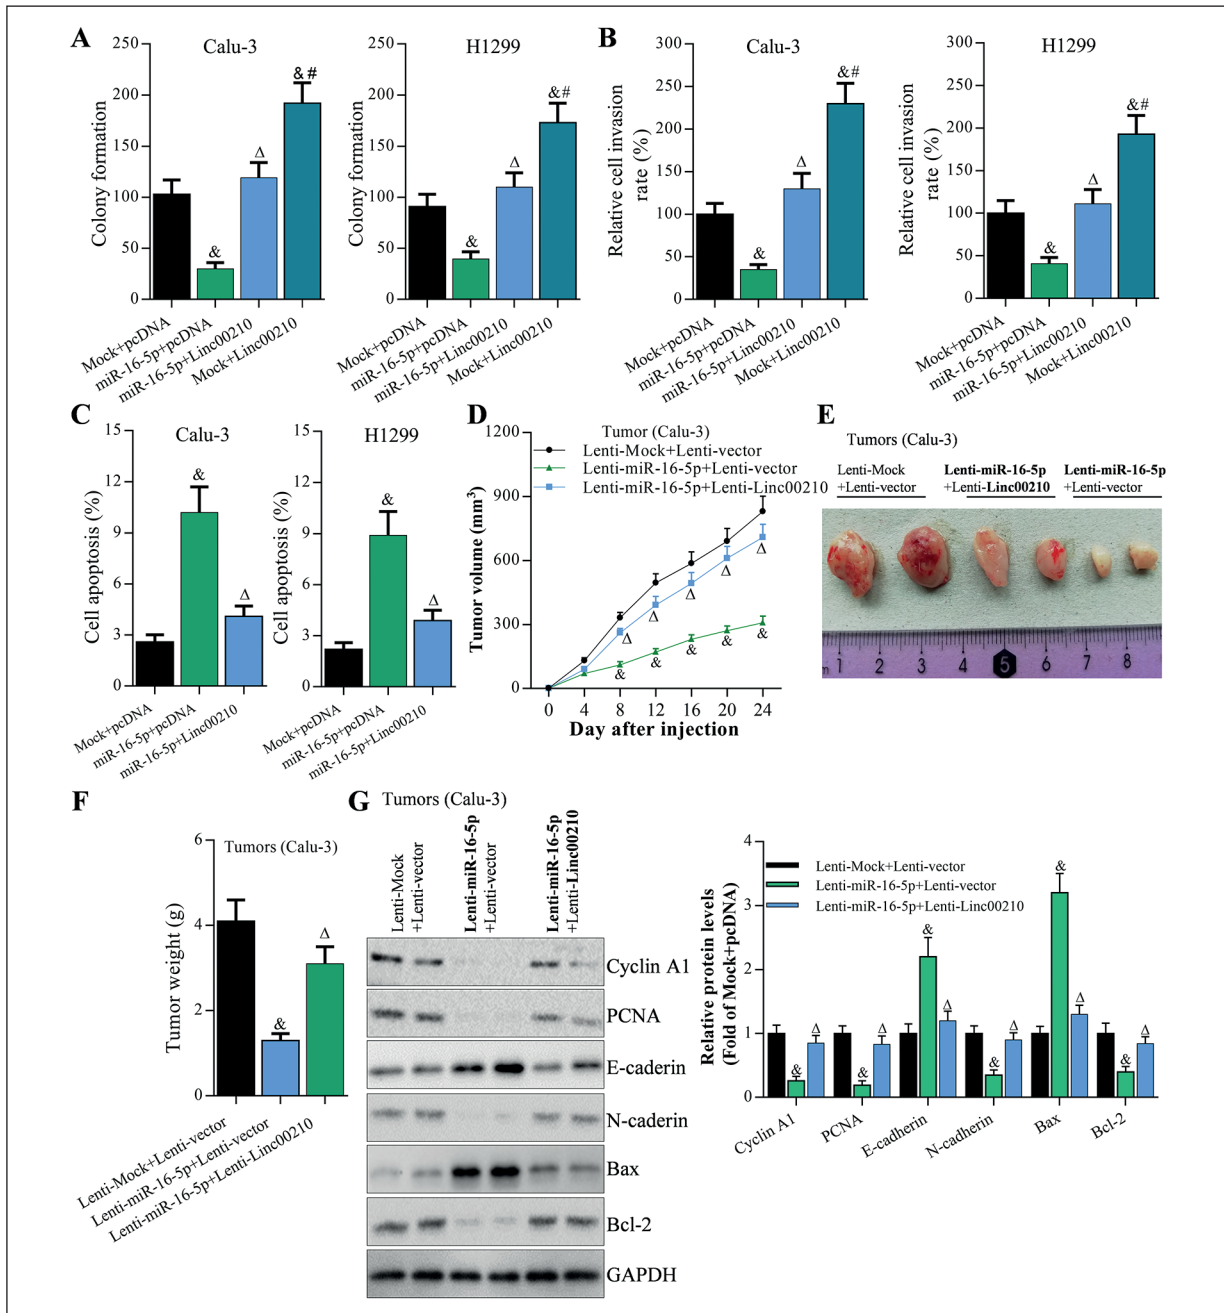 A
Calu-3
Colony formation
250
200
150
100
50
0
&
Δ
&#
Mock+pcDNA
miR-16-5p+pcDNA
miR-16-5p+Linc00210
Mock+Linc00210
H1299
Colony formation
250
200
150
100
50
0
&
Δ
&#
Mock+pcDNA
miR-16-5p+pcDNA
miR-16-5p+Linc00210
Mock+Linc00210
B
Calu-3
Relative cell invasion
rate (%)
300
250
200
150
100
50
0
&
Δ
&#
Mock+pcDNA
miR-16-5p+pcDNA
miR-16-5p+Linc00210
Mock+Linc00210
H1299
Relative cell invasion
rate (%)
300
250
200
150
100
50
0
&
Δ
&#
Mock+pcDNA
miR-16-5p+pcDNA
miR-16-5p+Linc00210
Mock+Linc00210
C
Calu-3
Cell apoptosis (%)
15
12
9
6
3
0
&
Δ
Mock+pcDNA
miR-16-5p+pcDNA
miR-16-5p+Linc00210
H1299
Cell apoptosis (%)
15
12
9
6
3
0
&
Δ
Mock+pcDNA
miR-16-5p+pcDNA
miR-16-5p+Linc00210
D
Tumor (Calu-3)
Lenti-Mock+Lenti-vector
Lenti-miR-16-5p+Lenti-vector
Lenti-miR-16-5p+Lenti-Linc00210
Tumor volume (mm³)
1200
900
600
300
0
Δ Δ Δ Δ Δ
& & & & &
0 4 8 12 16 20 24
Day after injection
E
Tumors (Calu-3)
Lenti-Mock
+Lenti-vector
Lenti-miR-16-5p
+Lenti-Linc00210
Lenti-miR-16-5p
+Lenti-vector
m 1 2 3 4 5 6 7 8
F
Tumors (Calu-3)
Tumor weight (g)
6
4
2
0
&
Δ
Lenti-Mock+Lenti-vector
Lenti-miR-16-5p+Lenti-vector
Lenti-miR-16-5p+Lenti-Linc00210
G
Tumors (Calu-3)
Lenti-Mock
+Lenti-vector
Lenti-miR-16-5p
+Lenti-vector
Lenti-miR-16-5p
+Lenti-Linc00210
Cyclin A1
PCNA
E-caderin
N-caderin
Bax
Bcl-2
GAPDH
Relative protein levels
(Fold of Mock+pcDNA)
4
3
2
1
0
Lenti-Mock+Lenti-vector
Lenti-miR-16-5p+Lenti-vector
Lenti-miR-16-5p+Lenti-Linc00210
& Δ
& Δ
& Δ
& Δ
& Δ
& Δ
Cyclin A1
PCNA
E-cadherin
N-cadherin
Bax
Bcl-2